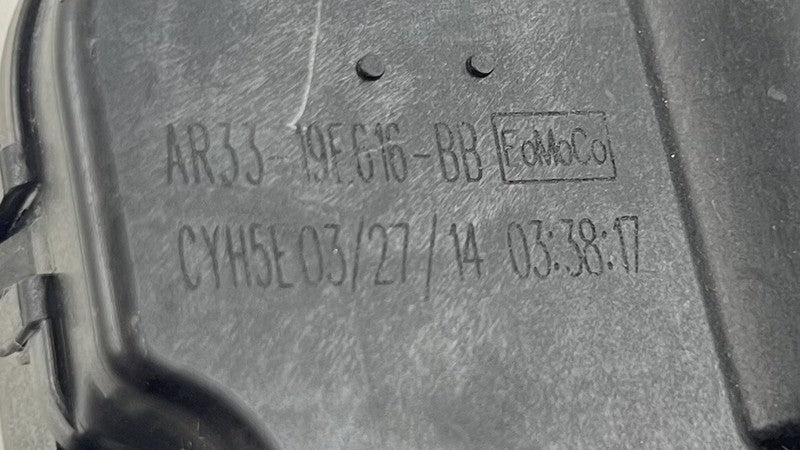 AR33-19E616-BB FoMoCo
CYH5E 03/27/14 03:38:17